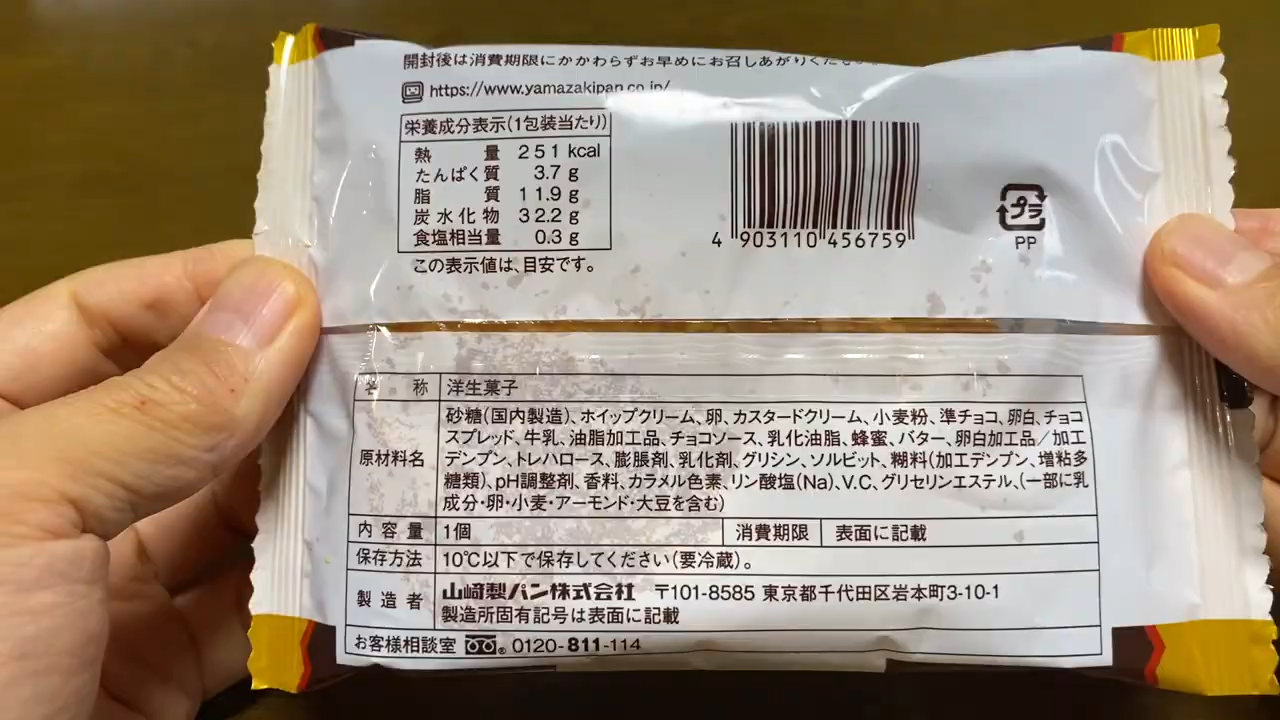 開封後は消費期限にかかわらずお早めにお召しあがりくだ
https://www.yamazakipan.co.jp/
栄養成分表示(1包装当たり)
熱量 251 kcal
たんぱく質 3.7 g
脂質 11.9 g
炭水化物 32.2 g
食塩相当量 0.3 g
この表示値は、目安です。
4 903110 456759
プラ
PP
名称 洋生菓子
原材料名 砂糖(国内製造)、ホイップクリーム、卵、カスタードクリーム、小麦粉、準チョコ、卵白、チョコ
スプレッド、牛乳、油脂加工品、チョコソース、乳化油脂、蜂蜜、バター、卵白加工品/加工
デンプン、トレハロース、膨脹剤、乳化剤、グリシン、ソルビット、糊料(加工デンプン、増粘多
糖類)、pH調整剤、香料、カラメル色素、リン酸塩(Na)、V.C、グリセリンエステル、(一部に乳
成分・卵・小麦・アーモンド・大豆を含む)
内容量 1個 消費期限 表面に記載
保存方法 10℃以下で保存してください(要冷蔵)。
製造者 山﨑製パン株式会社 〒101-8585 東京都千代田区岩本町3-10-1
製造所固有記号は表面に記載
お客様相談室 0120-811-114